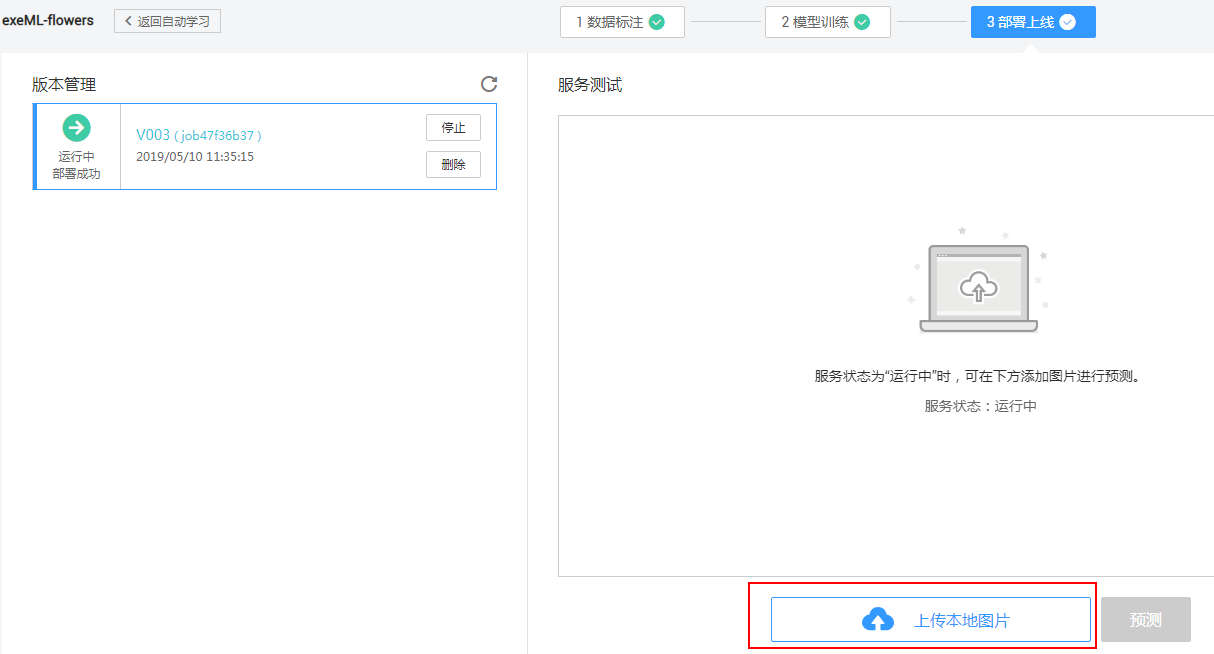 exeML-flowers
返回自动学习
1 数据标注
2 模型训练
3 部署上线
版本管理
运行中
部署成功
V003 ( job47f36b37 )
2019/05/10 11:35:15
停止
删除
服务测试
服务状态为“运行中”时，可在下方添加图片进行预测。
服务状态：运行中
上传本地图片
预测